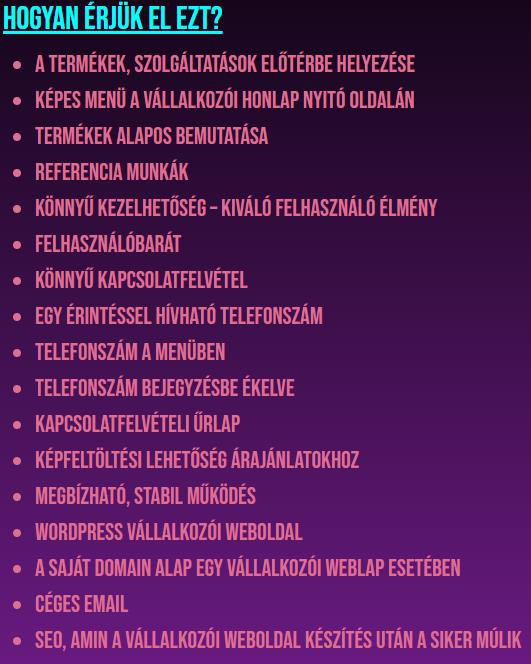 HOGYAN ÉRJÜK EL EZT?
A TERMÉKEK, SZOLGÁLTATÁSOK ELŐTÉRBE HELYEZÉSE
KÉPES MENÜ A VÁLLALKOZÓI HONLAP NYITÓ OLDALÁN
TERMÉKEK ALAPOS BEMUTATÁSA
REFERENCIA MUNKÁK
KÖNNYŰ KEZELHETŐSÉG – KIVÁLÓ FELHASZNÁLÓ ÉLMÉNY
FELHASZNÁLÓBARÁT
KÖNNYŰ KAPCSOLATFELVÉTEL
EGY ÉRINTÉSSEL HÍVHATÓ TELEFONSZÁM
TELEFONSZÁM A MENÜBEN
TELEFONSZÁM BEJEGYZÉSBE ÉKELVE
KAPCSOLATFELVÉTELI ŰRLAP
KÉPFELTÖLTÉSI LEHETŐSÉG ÁRAJÁNLATOKHOZ
MEGBÍZHATÓ, STABIL MŰKÖDÉS
WORDPRESS VÁLLALKOZÓI WEBOLDAL
A SAJÁT DOMAIN ALAP EGY VÁLLALKOZÓI WEBLAP ESETÉBEN
CÉGES EMAIL
SEO, AMIN A VÁLLALKOZÓI WEBOLDAL KÉSZÍTÉS UTÁN A SIKER MÚLIK